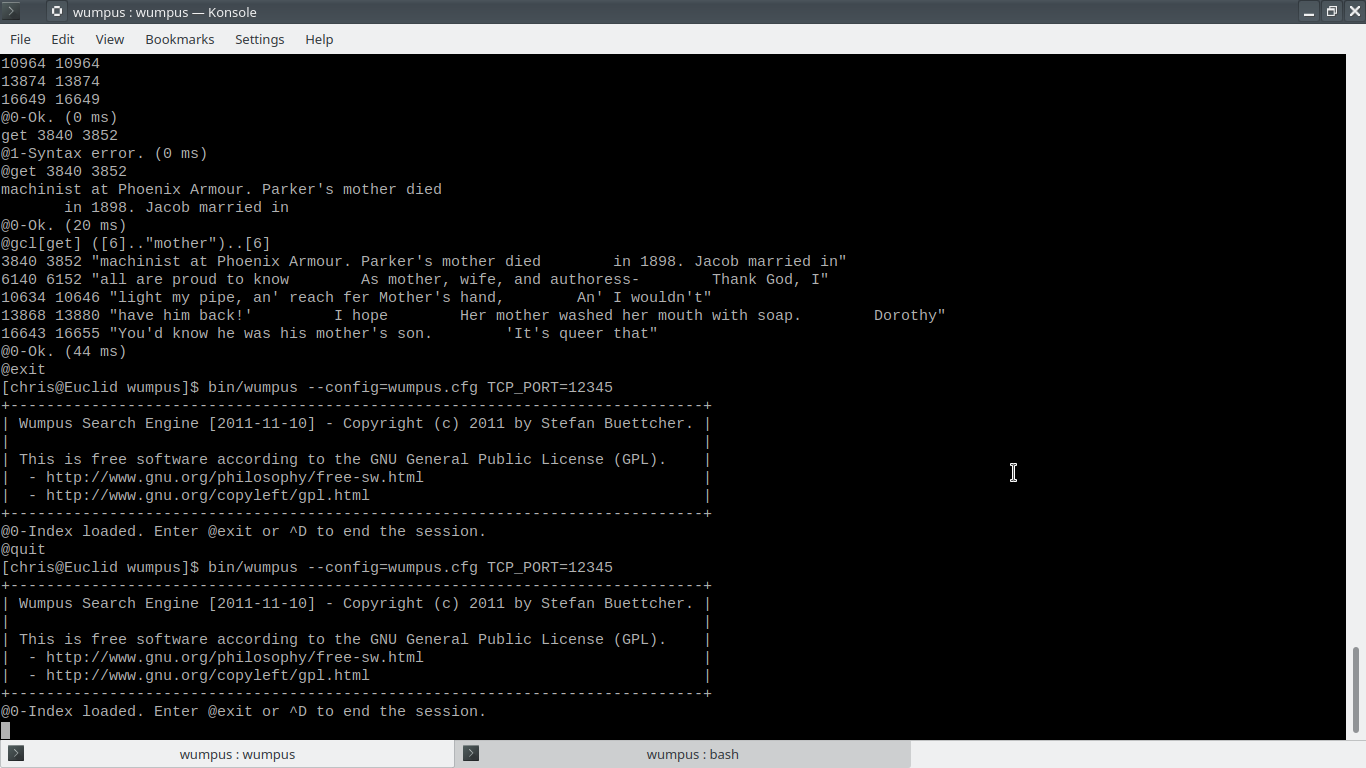 wumpus : wumpus — Konsole
File Edit View Bookmarks Settings Help
10964 10964
13874 13874
16649 16649
@0-Ok. (0 ms)
get 3840 3852
@1-Syntax error. (0 ms)
@get 3840 3852
machinist at Phoenix Armour. Parker's mother died
       in 1898. Jacob married in
@0-Ok. (20 ms)
@gcl[get] ([6].."mother")..[6]
3840 3852 "machinist at Phoenix Armour. Parker's mother died        in 1898. Jacob married in"
6140 6152 "all are proud to know        As mother, wife, and authoress-        Thank God, I"
10634 10646 "light my pipe, an' reach fer Mother's hand,        An' I wouldn't"
13868 13880 "have him back!'         I hope        Her mother washed her mouth with soap.        Dorothy"
16643 16655 "You'd know he was his mother's son.        'It's queer that"
@0-Ok. (44 ms)
@exit
[chris@Euclid wumpus]$ bin/wumpus --config=wumpus.cfg TCP_PORT=12345
+-----------------------------------------------------------------------------+
| Wumpus Search Engine [2011-11-10] - Copyright (c) 2011 by Stefan Buettcher. |
|                                                                             |
| This is free software according to the GNU General Public License (GPL).    |
|  - http://www.gnu.org/philosophy/free-sw.html                               |
|  - http://www.gnu.org/copyleft/gpl.html                                     |
+-----------------------------------------------------------------------------+
@0-Index loaded. Enter @exit or ^D to end the session.
@quit
[chris@Euclid wumpus]$ bin/wumpus --config=wumpus.cfg TCP_PORT=12345
+-----------------------------------------------------------------------------+
| Wumpus Search Engine [2011-11-10] - Copyright (c) 2011 by Stefan Buettcher. |
|                                                                             |
| This is free software according to the GNU General Public License (GPL).    |
|  - http://www.gnu.org/philosophy/free-sw.html                               |
|  - http://www.gnu.org/copyleft/gpl.html                                     |
+-----------------------------------------------------------------------------+
@0-Index loaded. Enter @exit or ^D to end the session.
wumpus : wumpus
wumpus : bash